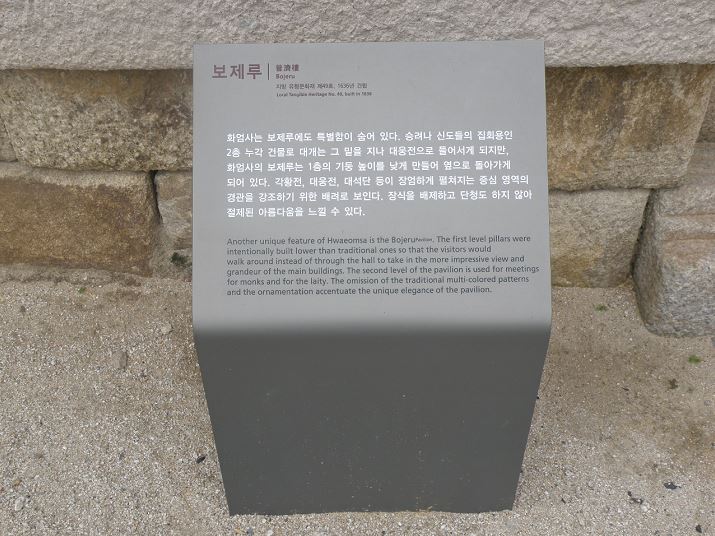 보제루
普濟樓
Bojeru
지방 유형문화재 제49호, 1636년 건립
Local Tangible Heritage No. 49, built in 1636
화엄사는 보제루에도 특별함이 숨어 있다. 승려나 신도들의 집회용인
2층 누각 건물로 대개는 그 밑을 지나 대웅전으로 들어서게 되지만,
화엄사의 보제루는 1층의 기둥 높이를 낮게 만들어 옆으로 돌아가게
되어 있다. 각황전, 대웅전, 대석단 등이 장엄하게 펼쳐지는 중심 영역의
경관을 강조하기 위한 배려로 보인다. 장식을 배제하고 단청도 하지 않아
절제된 아름다움을 느낄 수 있다.
Another unique feature of Hwaeomsa is the Bojeru Pavilion. The first level pillars were
intentionally built lower than traditional ones so that the visitors would
walk around instead of through the hall to take in the more impressive view and
grandeur of the main buildings. The second level of the pavilion is used for meetings
for monks and for the laity. The omission of the traditional multi-colored patterns
and the ornamentation accentuate the unique elegance of the pavilion.